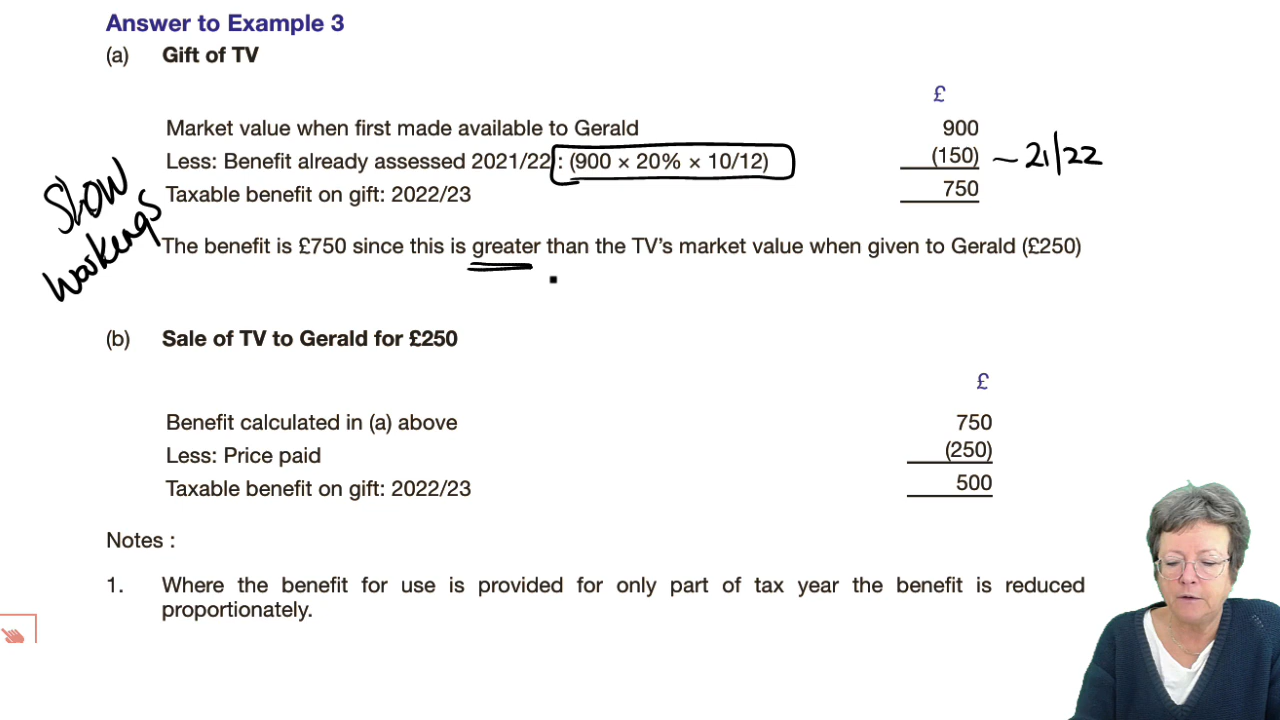 Answer to Example 3
(a) Gift of TV
£
Market value when first made available to Gerald 900
Less: Benefit already assessed 2021/22 : (900 × 20% × 10/12) (150) – 21/22
Taxable benefit on gift: 2022/23 750
Show
workings
The benefit is £750 since this is greater than the TV’s market value when given to Gerald (£250)
(b) Sale of TV to Gerald for £250
£
Benefit calculated in (a) above 750
Less: Price paid (250)
Taxable benefit on gift: 2022/23 500
Notes :
1. Where the benefit for use is provided for only part of tax year the benefit is reduced
proportionately.